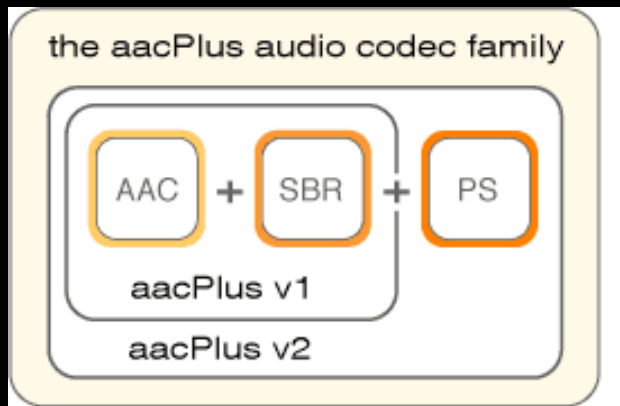 the aacPlus audio codec family
AAC + SBR + PS
aacPlus v1
aacPlus v2